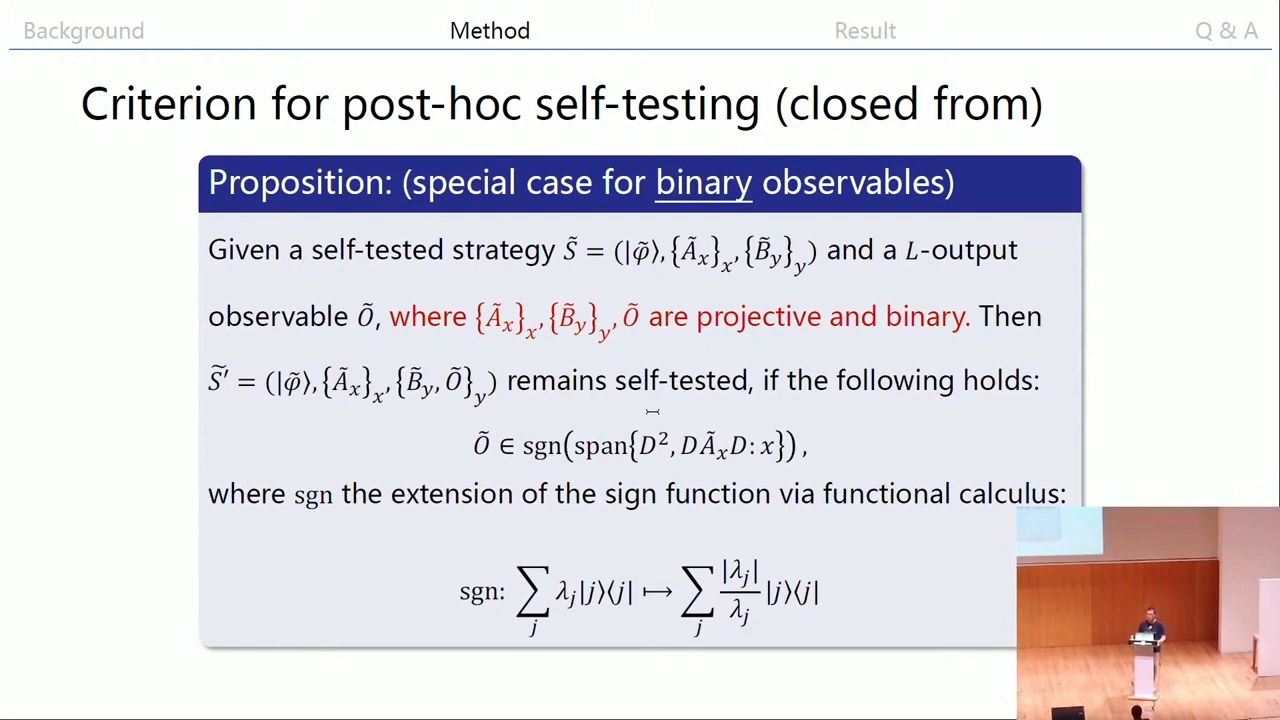 Background Method Result Q & A
Criterion for post-hoc self-testing (closed from)
Proposition: (special case for binary observables)
Given a self-tested strategy S̃ = (|φ̃⟩, {Ã_x}_x, {B̃_y}_y) and a L-output
observable Õ, where {Ã_x}_x, {B̃_y}_y, Õ are projective and binary. Then
S̃′ = (|φ̃⟩, {Ã_x}_x, {B̃_y, Õ}_y) remains self-tested, if the following holds:
Õ ∈ sgn(span{D², DÃ_xD: x}),
where sgn the extension of the sign function via functional calculus:
sgn: ∑_j λ_j|j⟩⟨j| ⟼ ∑_j |λ_j|/λ_j |j⟩⟨j|